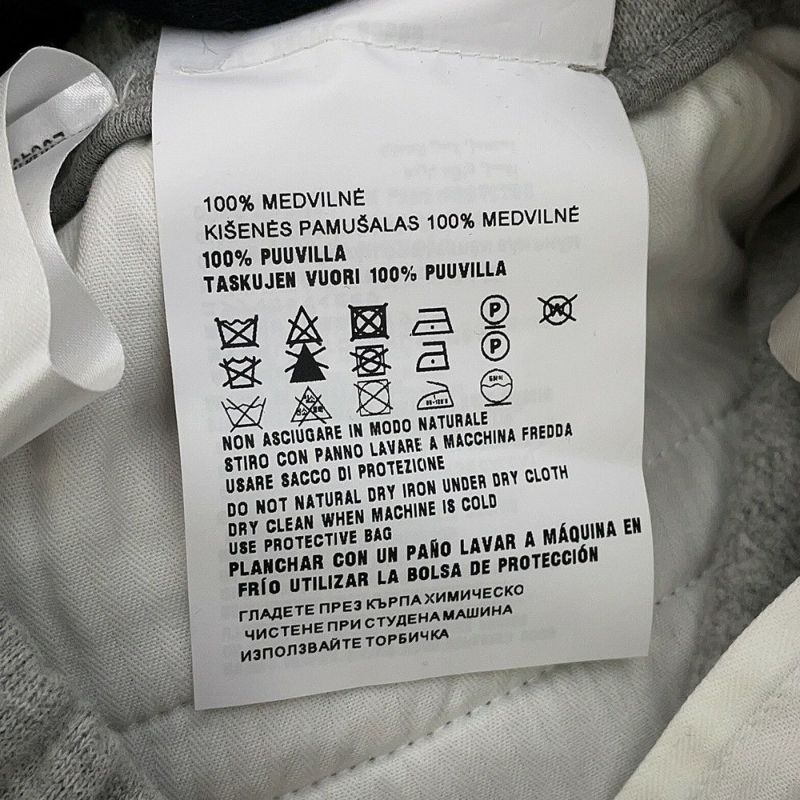 100% MEDVILNĖ
KIŠENĖS PAMUŠALAS 100% MEDVILNĖ
100% PUUVILLA
TASKUJEN VUORI 100% PUUVILLA
P W
P
NON ASCIUGARE IN MODO NATURALE
STIRO CON PANNO LAVARE A MACCHINA FREDDA
USARE SACCO DI PROTEZIONE
DO NOT NATURAL DRY IRON UNDER DRY CLOTH
DRY CLEAN WHEN MACHINE IS COLD
USE PROTECTIVE BAG
PLANCHAR CON UN PAÑO LAVAR A MÁQUINA EN
FRÍO UTILIZAR LA BOLSA DE PROTECCIÓN
ГЛАДЕТЕ ПРЕЗ КЪРПА ХИМИЧЕСКО
ЧИСТЕНЕ ПРИ СТУДЕНА МАШИНА
ИЗПОЛЗВАЙТЕ ТОРБИЧКА